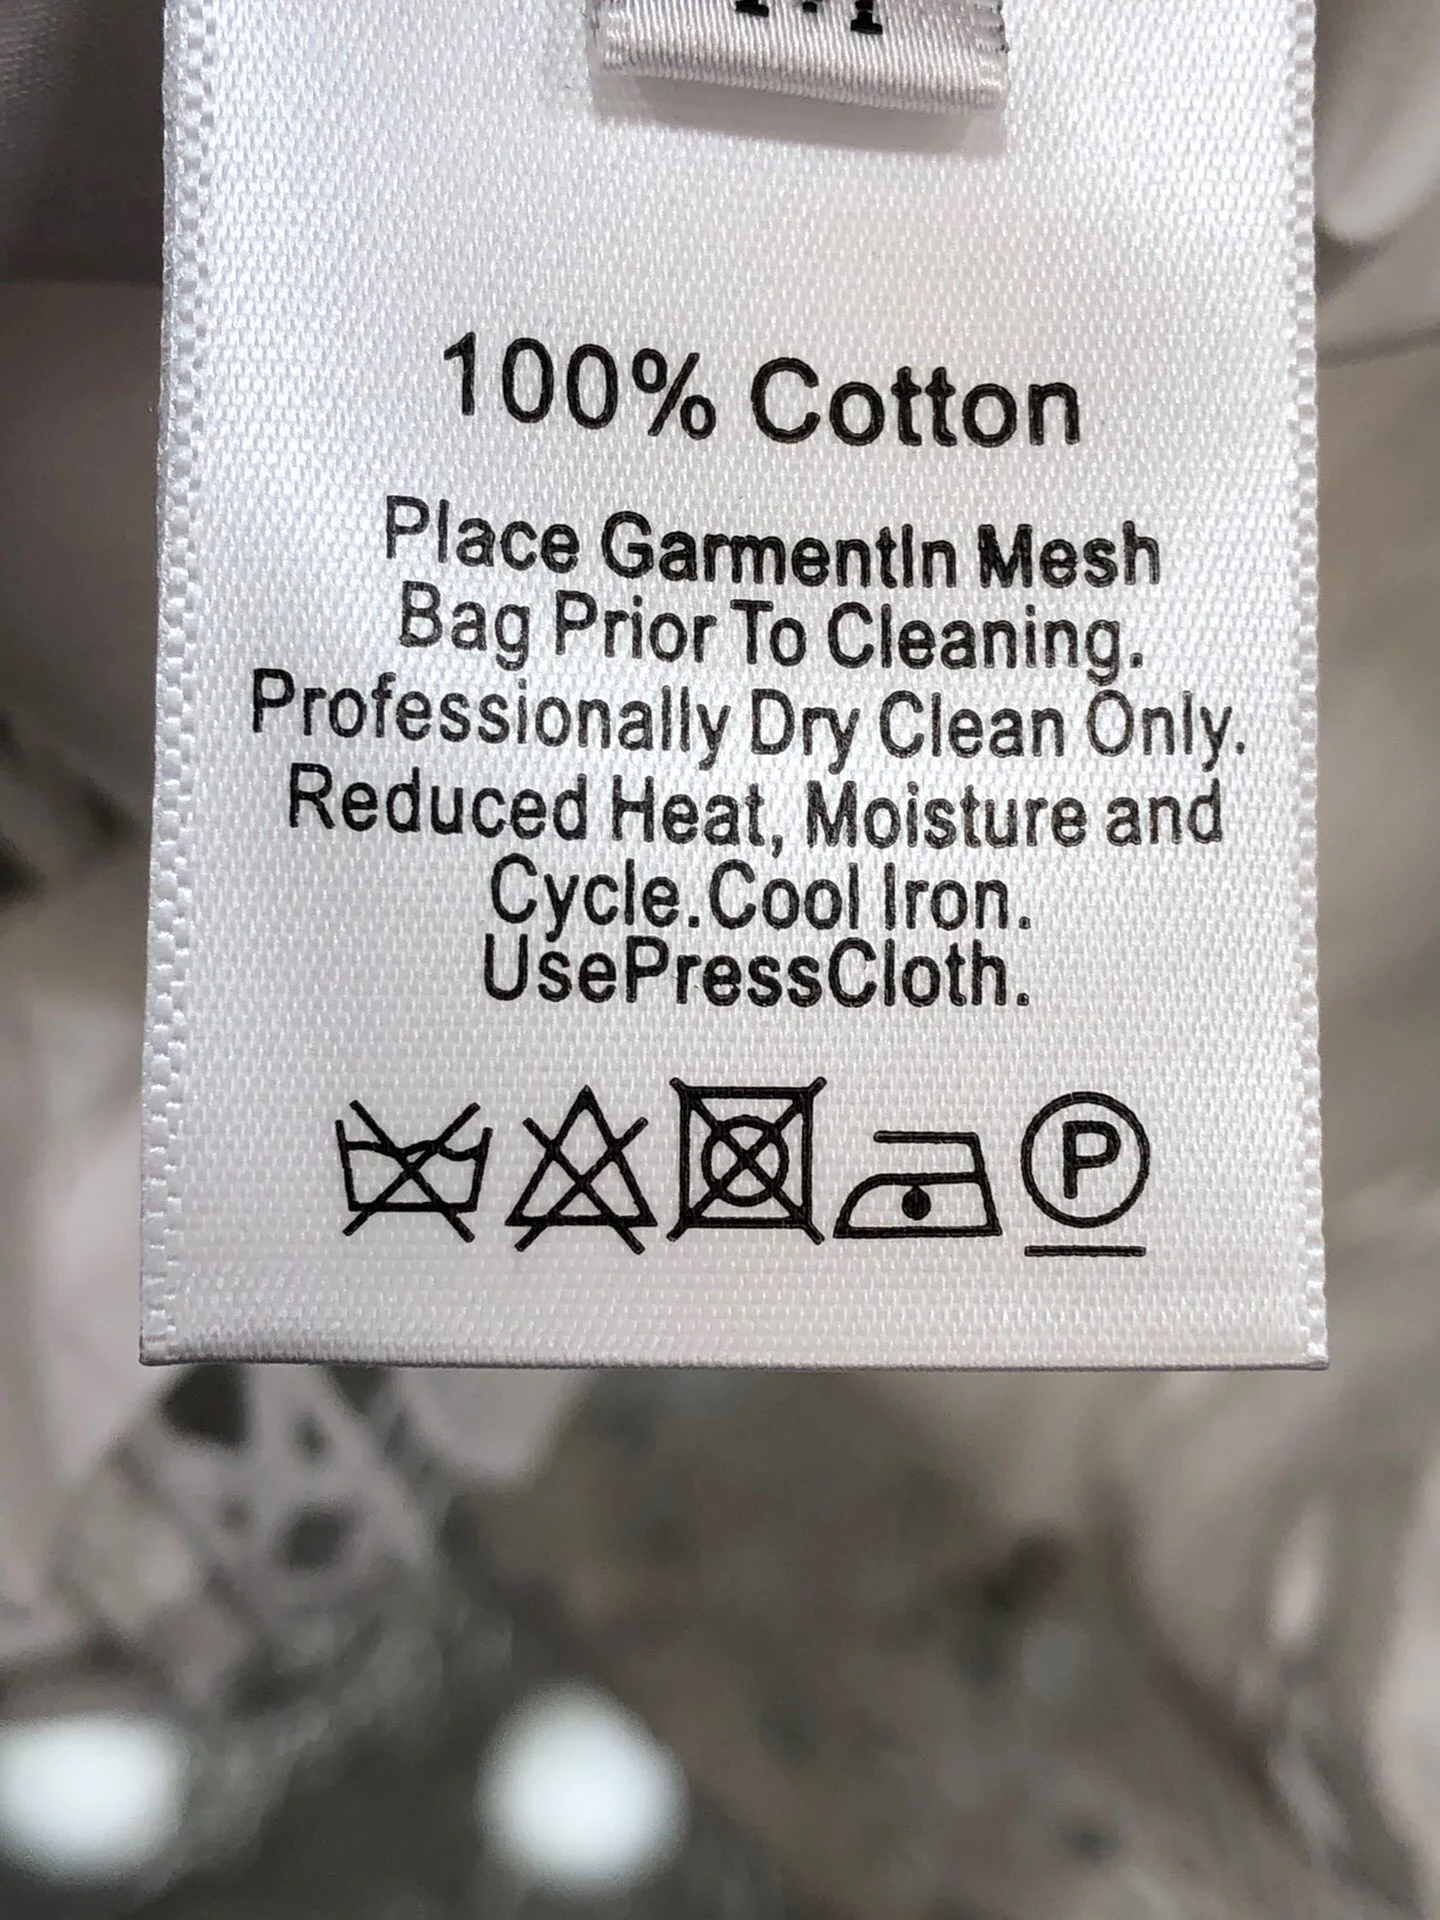 100% Cotton
Place GarmentIn Mesh
Bag Prior To Cleaning.
Professionally Dry Clean Only.
Reduced Heat, Moisture and
Cycle.Cool Iron.
UsePressCloth.
P